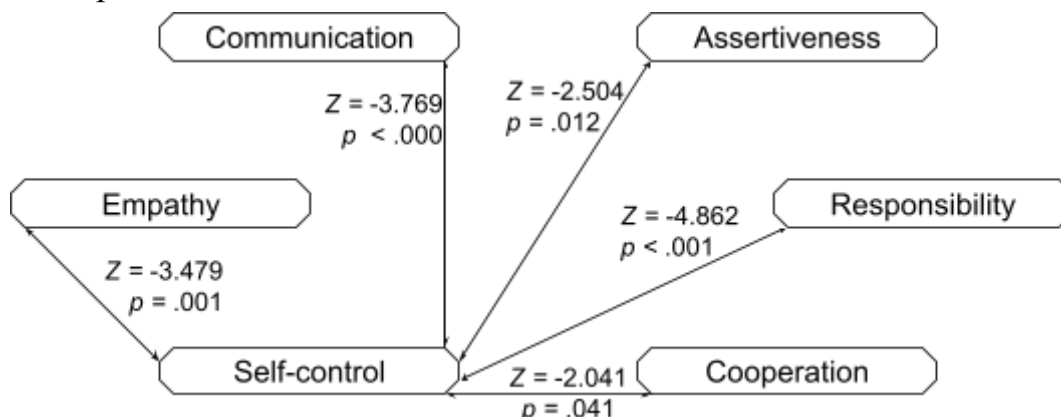 Communication
Assertiveness
Z = -3.769
p < .000
Z = -2.504
p = .012
Empathy
Responsibility
Z = -4.862
p < .001
Z = -3.479
p = .001
Self-control
Z = -2.041
p = .041
Cooperation